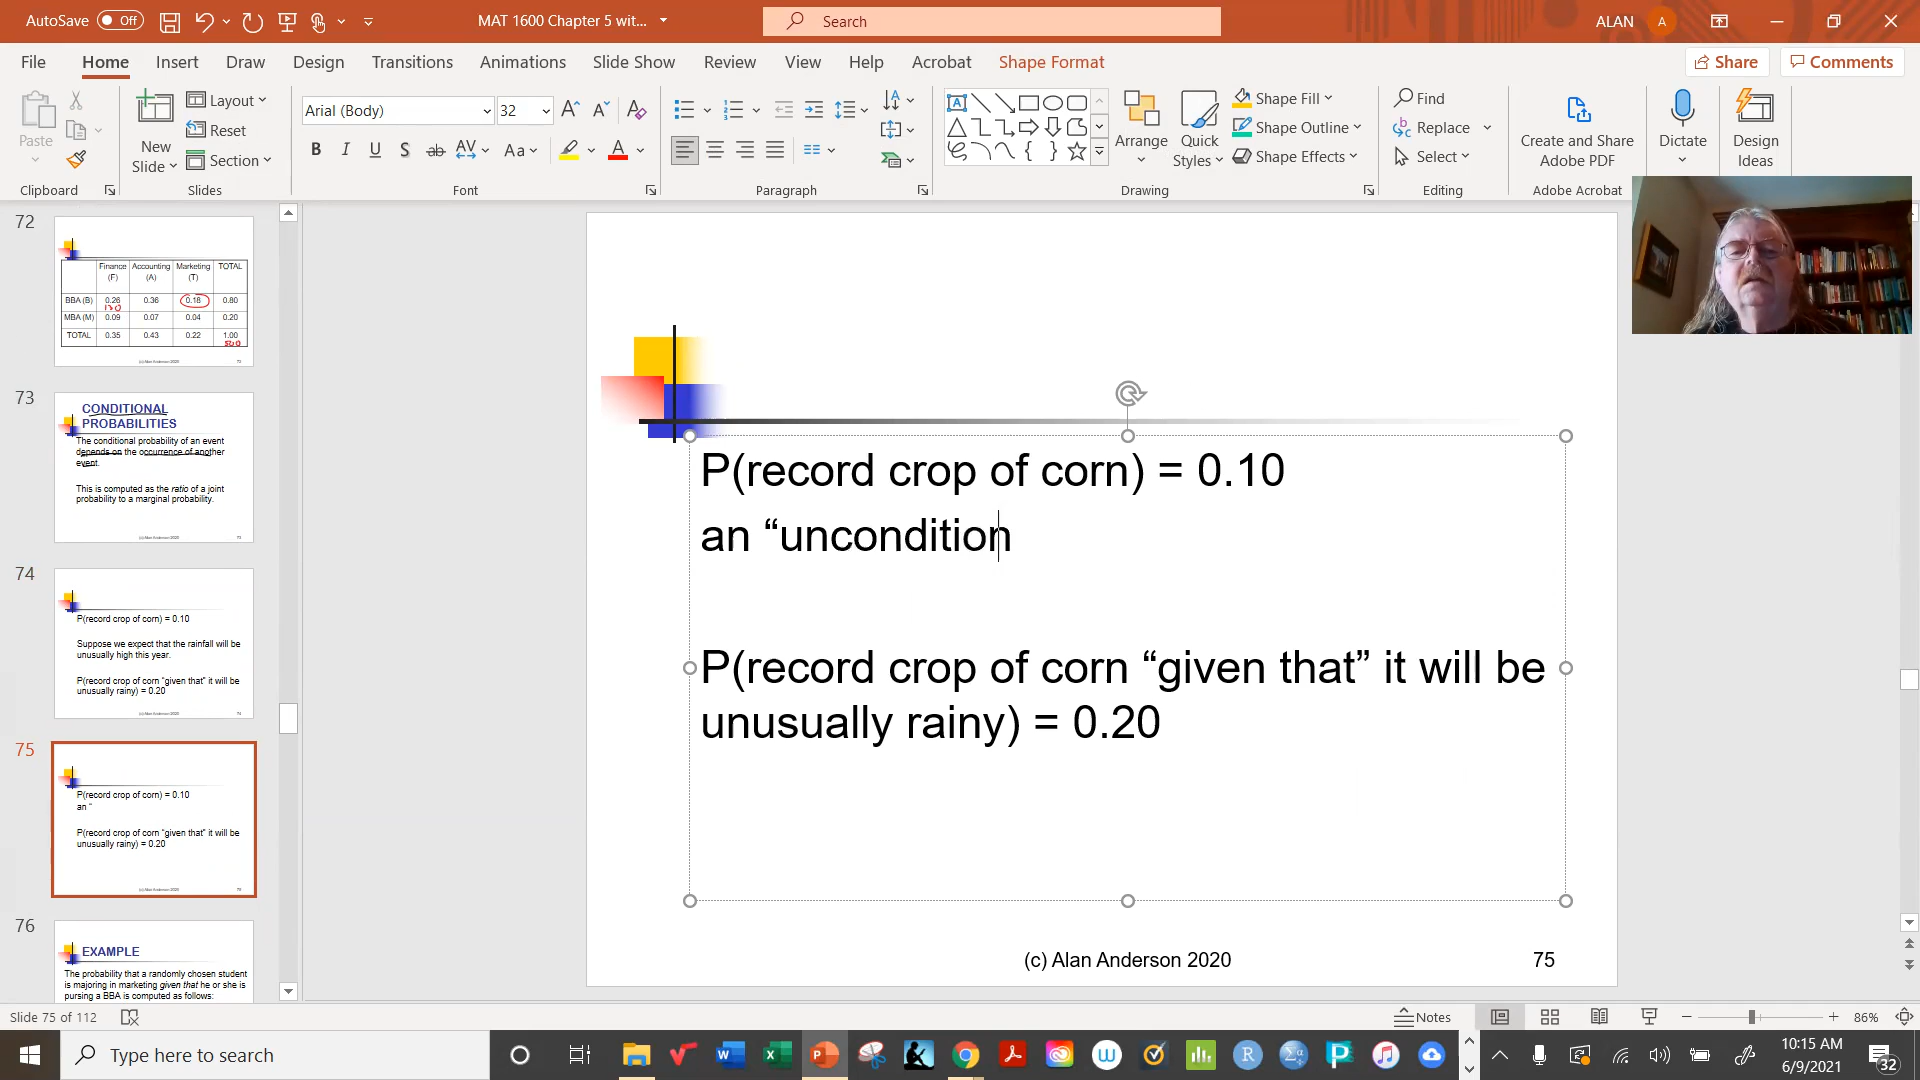 AutoSave Off
MAT 1600 Chapter 5 wit...
Search
ALAN A
File Home Insert Draw Design Transitions Animations Slide Show Review View Help Acrobat Shape Format Share Comments
Paste
Clipboard
New Slide
Layout
Reset
Section
Slides
Arial (Body) 32
Font
Paragraph
Arrange
Quick Styles
Shape Fill
Shape Outline
Shape Effects
Drawing
Find
Replace
Select
Editing
Create and Share Adobe PDF
Adobe Acrobat
Dictate
Design Ideas
72
Finance (F) Accounting (A) Marketing (T) TOTAL
BBA (B) 0.26 0.36 0.18 0.80
130
MBA (M) 0.09 0.07 0.04 0.20
TOTAL 0.35 0.43 0.22 1.00
500
(c) Alan Anderson 2020 72
73
CONDITIONAL
PROBABILITIES
The conditional probability of an event
depends on the occurrence of another
event.
This is computed as the ratio of a joint
probability to a marginal probability.
(c) Alan Anderson 2020 73
74
P(record crop of corn) = 0.10
Suppose we expect that the rainfall will be
unusually high this year.
P(record crop of corn “given that” it will be
unusually rainy) = 0.20
(c) Alan Anderson 2020 74
75
P(record crop of corn) = 0.10
an “
P(record crop of corn “given that” it will be
unusually rainy) = 0.20
(c) Alan Anderson 2020 75
76
EXAMPLE
The probability that a randomly chosen student
is majoring in marketing given that he or she is
pursing a BBA is computed as follows:
P(record crop of corn) = 0.10
an “uncondition
P(record crop of corn “given that” it will be
unusually rainy) = 0.20
(c) Alan Anderson 2020 75
Slide 75 of 112
Notes
86%
Type here to search
10:15 AM
6/9/2021
32